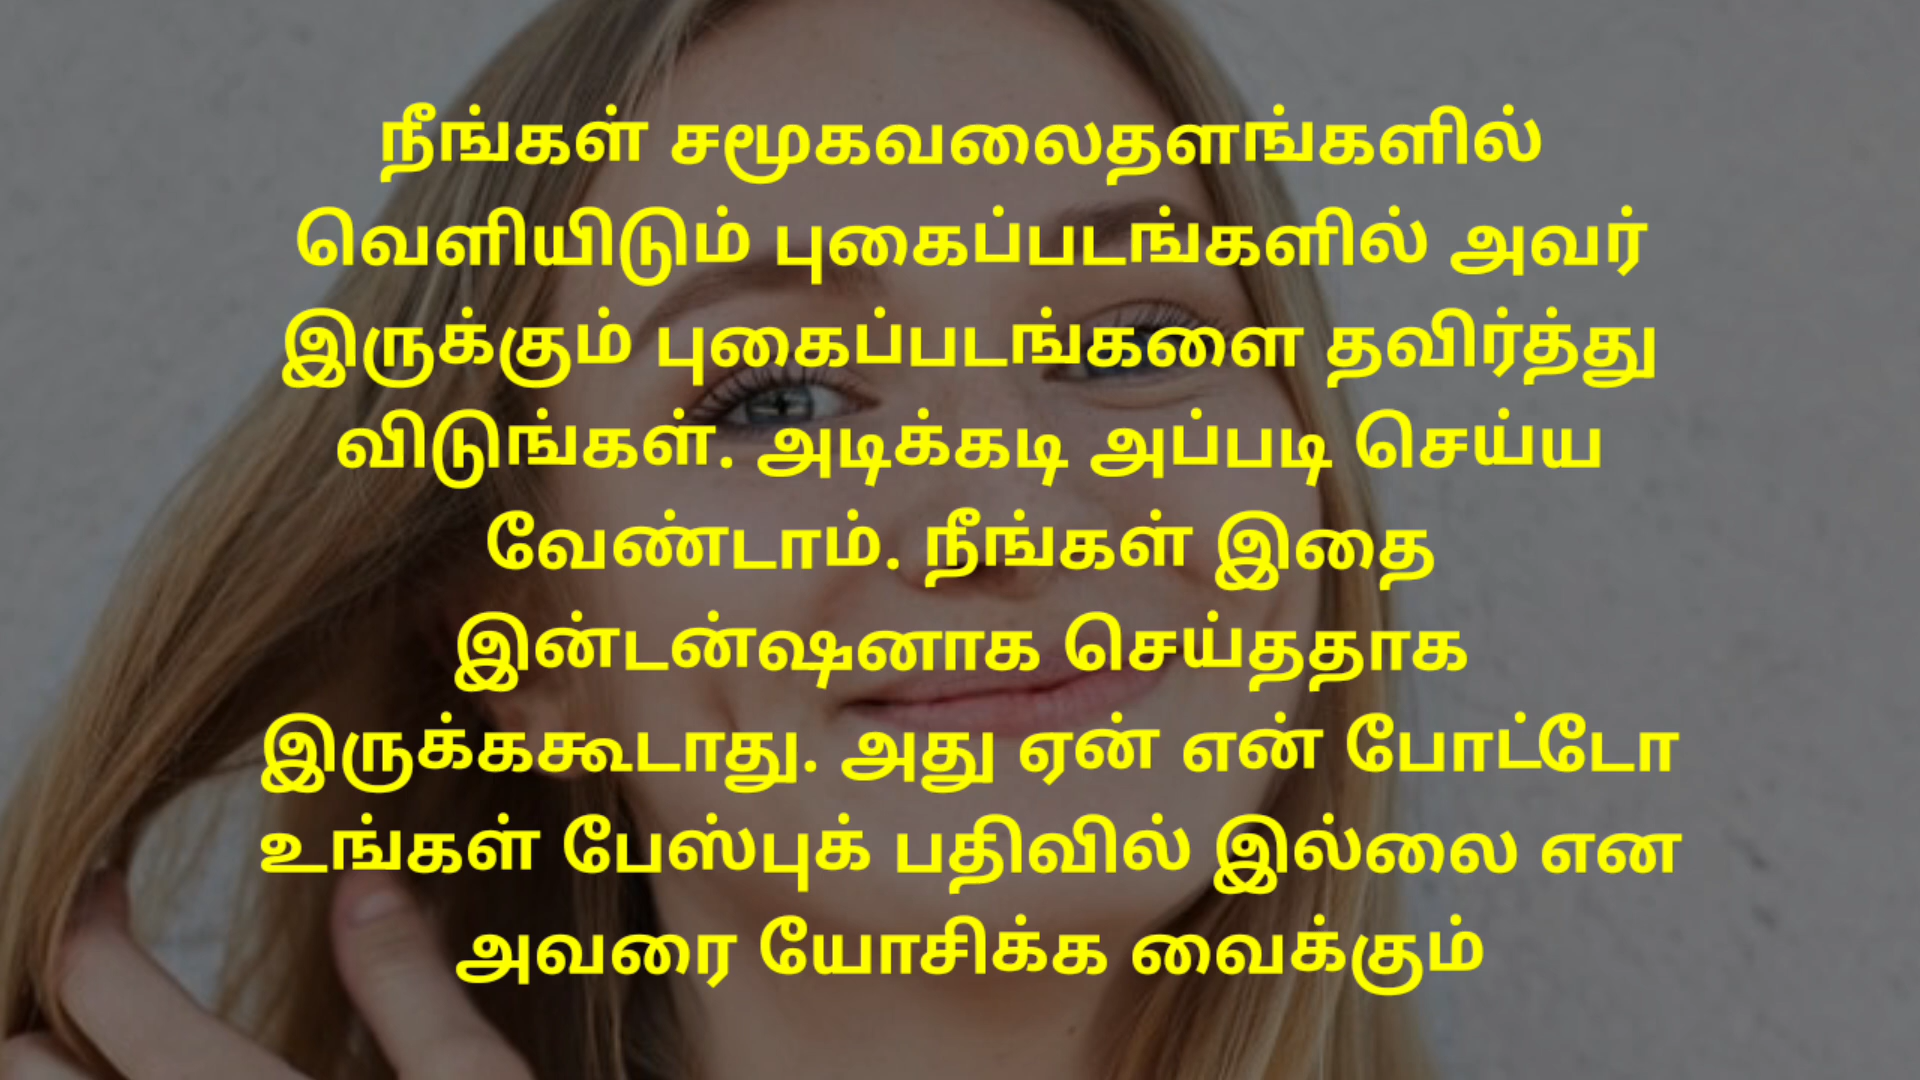 நீங்கள் சமூகவலைதளங்களில்
வெளியிடும் புகைப்படங்களில் அவர்
இருக்கும் புகைப்படங்களை தவிர்த்து
விடுங்கள். அடிக்கடி அப்படி செய்ய
வேண்டாம். நீங்கள் இதை
இன்டன்ஷனாக செய்ததாக
இருக்ககூடாது. அது ஏன் என் போட்டோ
உங்கள் பேஸ்புக் பதிவில் இல்லை என
அவரை யோசிக்க வைக்கும்